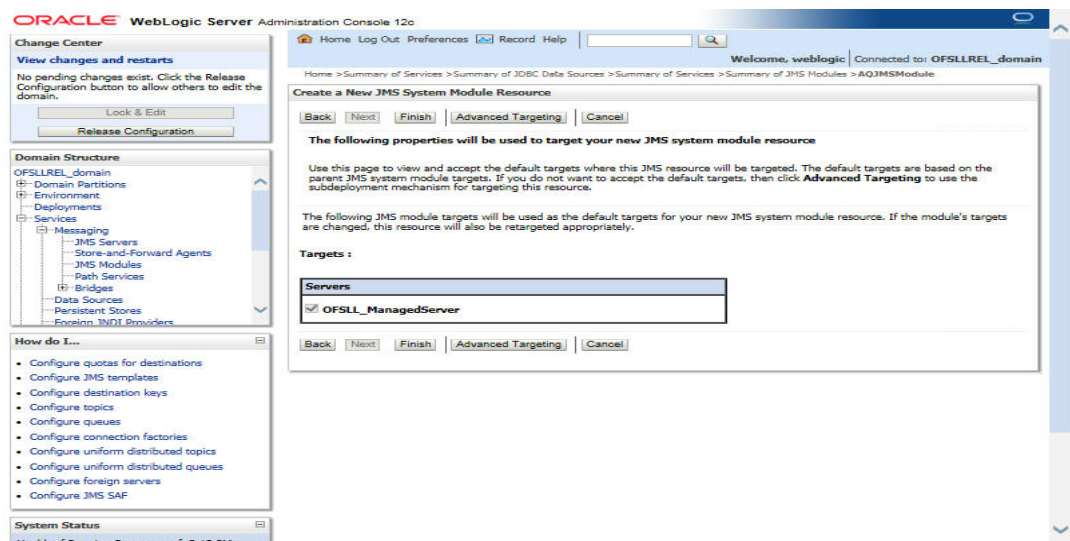 ORACLE WebLogic Server Administration Console 12c
Change Center
View changes and restarts
No pending changes exist. Click the Release
Configuration button to allow others to edit the
domain.
Lock & Edit
Release Configuration
Domain Structure
OFSLLREL_domain
Domain Partitions
Environment
Deployments
Services
Messaging
JMS Servers
Store-and-Forward Agents
JMS Modules
Path Services
Bridges
Data Sources
Persistent Stores
Foreign JNDI Providers
How do I...
Configure quotas for destinations
Configure JMS templates
Configure destination keys
Configure topics
Configure queues
Configure connection factories
Configure uniform distributed topics
Configure uniform distributed queues
Configure foreign servers
Configure JMS SAF
System Status
Home Log Out Preferences Record Help
Welcome, weblogic Connected to: OFSLLREL_domain
Home >Summary of Services >Summary of JDBC Data Sources >Summary of Services >Summary of JMS Modules >AQJMSModule
Create a New JMS System Module Resource
Back Next Finish Advanced Targeting Cancel
The following properties will be used to target your new JMS system module resource
Use this page to view and accept the default targets where this JMS resource will be targeted. The default targets are based on the
parent JMS system module targets. If you do not want to accept the default targets, then click Advanced Targeting to use the
subdeployment mechanism for targeting this resource.
The following JMS module targets will be used as the default targets for your new JMS system module resource. If the module's targets
are changed, this resource will also be retargeted appropriately.
Targets :
Servers
OFSLL_ManagedServer
Back Next Finish Advanced Targeting Cancel